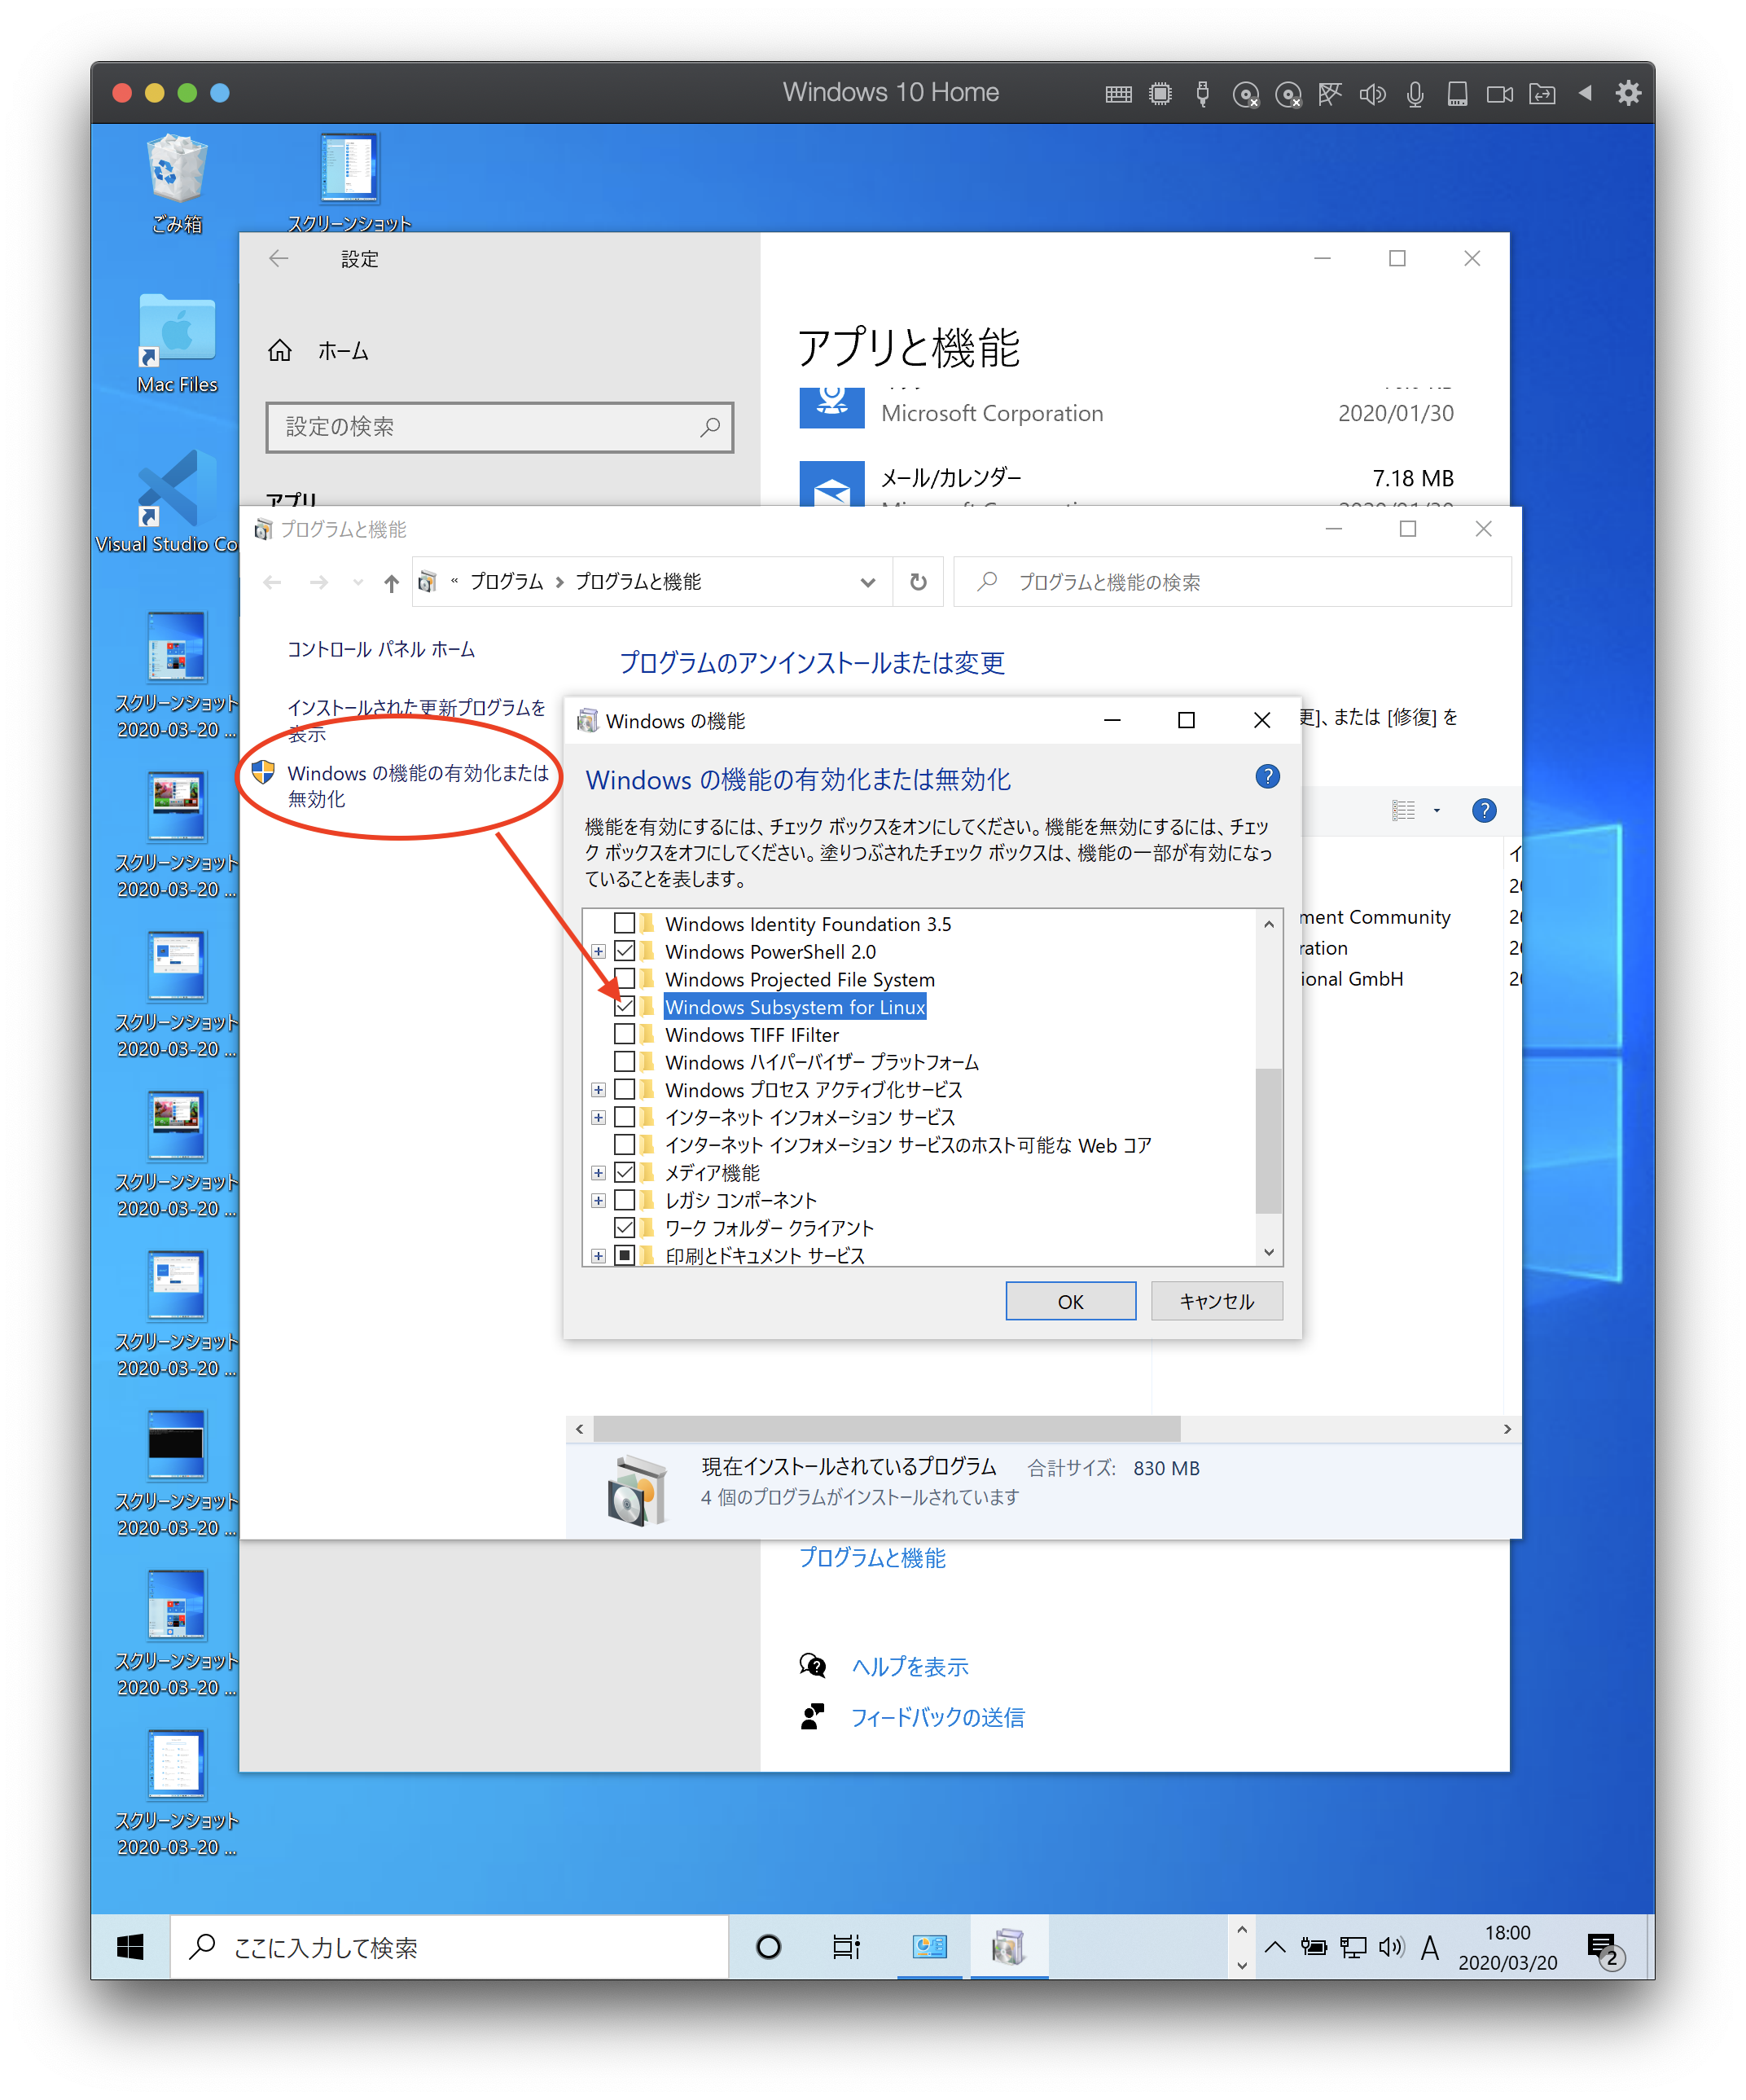 Windows 10 Home
ごみ箱
スクリーンショット
Mac Files
Visual Studio Co
スクリーンショット
2020-03-20 ...
スクリーンショット
2020-03-20 ...
スクリーンショット
2020-03-20 ...
スクリーンショット
2020-03-20 ...
スクリーンショット
2020-03-20 ...
スクリーンショット
2020-03-20 ...
スクリーンショット
2020-03-20 ...
スクリーンショット
2020-03-20 ...
設定
ホーム
設定の検索
アプリ
アプリと機能
Microsoft Corporation
2020/01/30
メール/カレンダー
7.18 MB
プログラムと機能
« プログラム > プログラムと機能
プログラムと機能の検索
コントロール パネル ホーム
インストールされた更新プログラムを
表示
Windows の機能の有効化または
無効化
プログラムのアンインストールまたは変更
更]、または [修復] を
ment Community
ration
ional GmbH
Windows の機能
Windows の機能の有効化または無効化
機能を有効にするには、チェック ボックスをオンにしてください。機能を無効にするには、チェッ
ク ボックスをオフにしてください。塗りつぶされたチェック ボックスは、機能の一部が有効になっ
ていることを表します。
Windows Identity Foundation 3.5
Windows PowerShell 2.0
Windows Projected File System
Windows Subsystem for Linux
Windows TIFF IFilter
Windows ハイパーバイザー プラットフォーム
Windows プロセス アクティブ化サービス
インターネット インフォメーション サービス
インターネット インフォメーション サービスのホスト可能な Web コア
メディア機能
レガシ コンポーネント
ワーク フォルダー クライアント
印刷とドキュメント サービス
OK
キャンセル
現在インストールされているプログラム 合計サイズ: 830 MB
4 個のプログラムがインストールされています
プログラムと機能
ヘルプを表示
フィードバックの送信
ここに入力して検索
A
18:00
2020/03/20
2